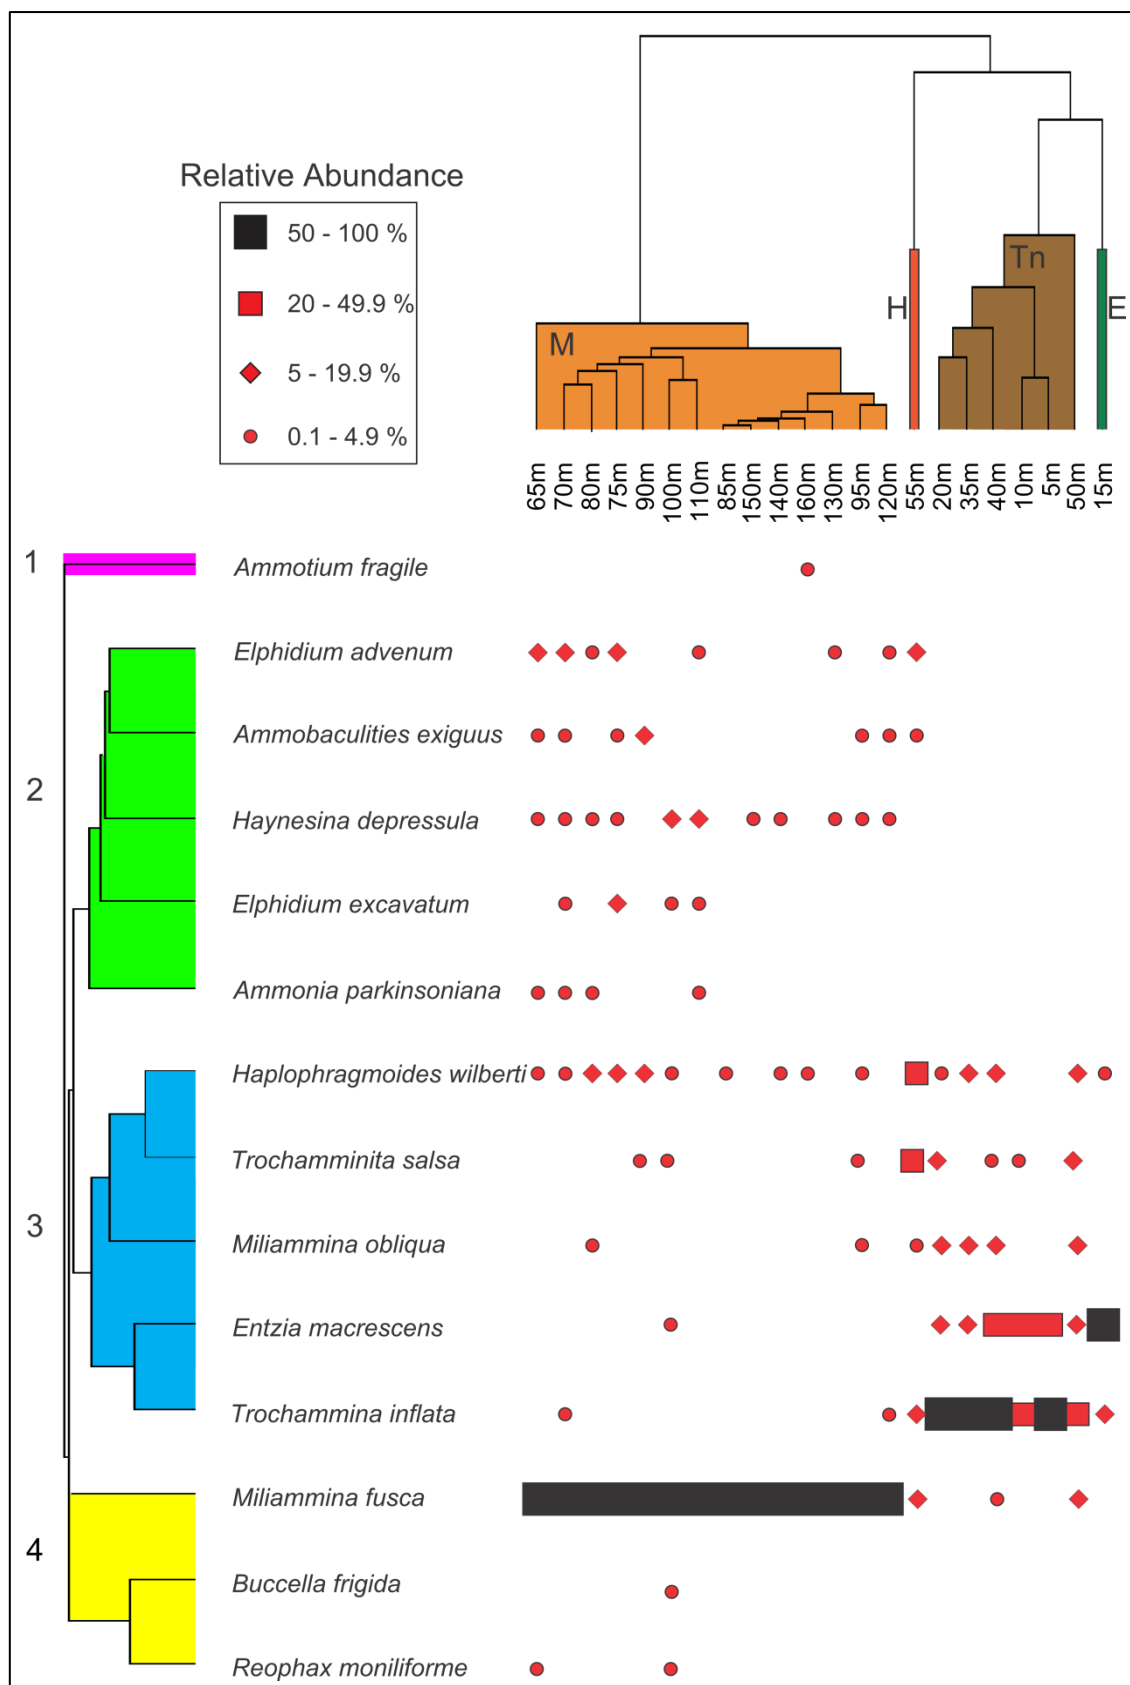 Relative Abundance
50 - 100 %
20 - 49.9 %
5 - 19.9 %
0.1 - 4.9 %
M
H
Tn
E
65m 70m 80m 75m 90m 100m 110m 85m 150m 140m 160m 130m 95m 120m 55m 20m 35m 40m 10m 5m 50m 15m
1
Ammotium fragile
Elphidium advenum
Ammobaculities exiguus
2
Haynesina depressula
Elphidium excavatum
Ammonia parkinsoniana
Haplophragmoides wilberti
Trochamminita salsa
3
Miliammina obliqua
Entzia macrescens
Trochammina inflata
Miliammina fusca
4
Buccella frigida
Reophax moniliforme